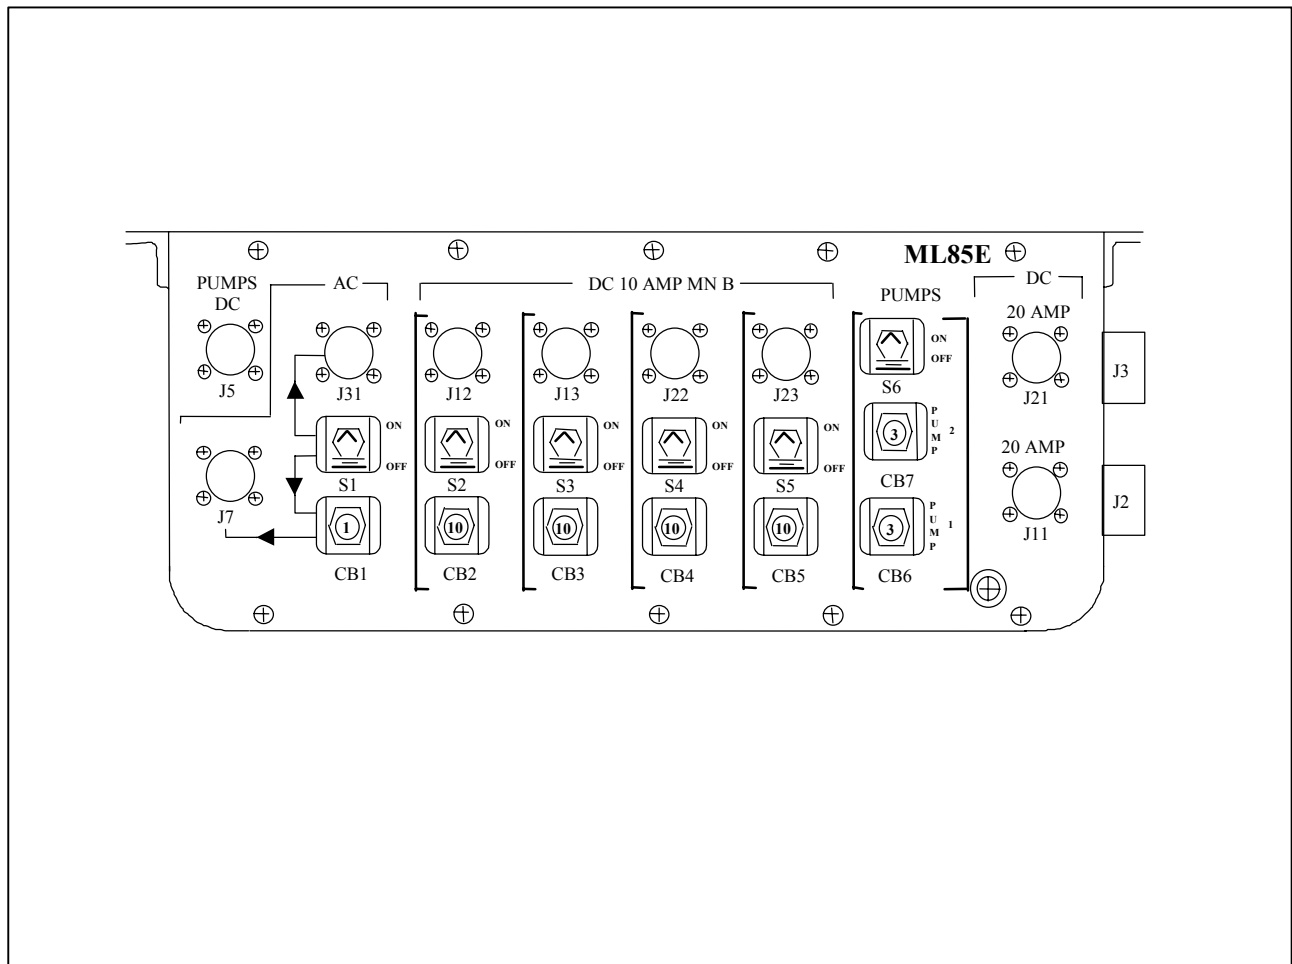 ML85E
PUMPS
DC
AC
DC 10 AMP MN B
PUMPS
DC
20 AMP
J5
J31
J12
J13
J22
J23
ON
OFF
S6
J21
J3
ON
OFF
S1
ON
OFF
S2
ON
OFF
S3
ON
OFF
S4
ON
OFF
S5
3
PUMP 2
CB7
20 AMP
J7
J11
J2
1
CB1
10
CB2
10
CB3
10
CB4
10
CB5
3
PUMP 1
CB6